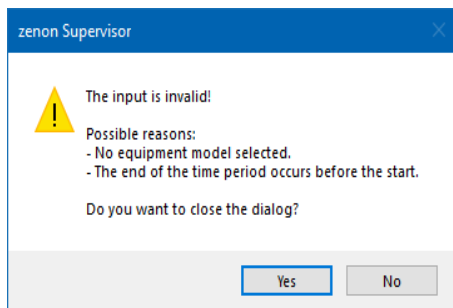 zenon Supervisor
The input is invalid!
Possible reasons:
- No equipment model selected.
- The end of the time period occurs before the start.
Do you want to close the dialog?
Yes No